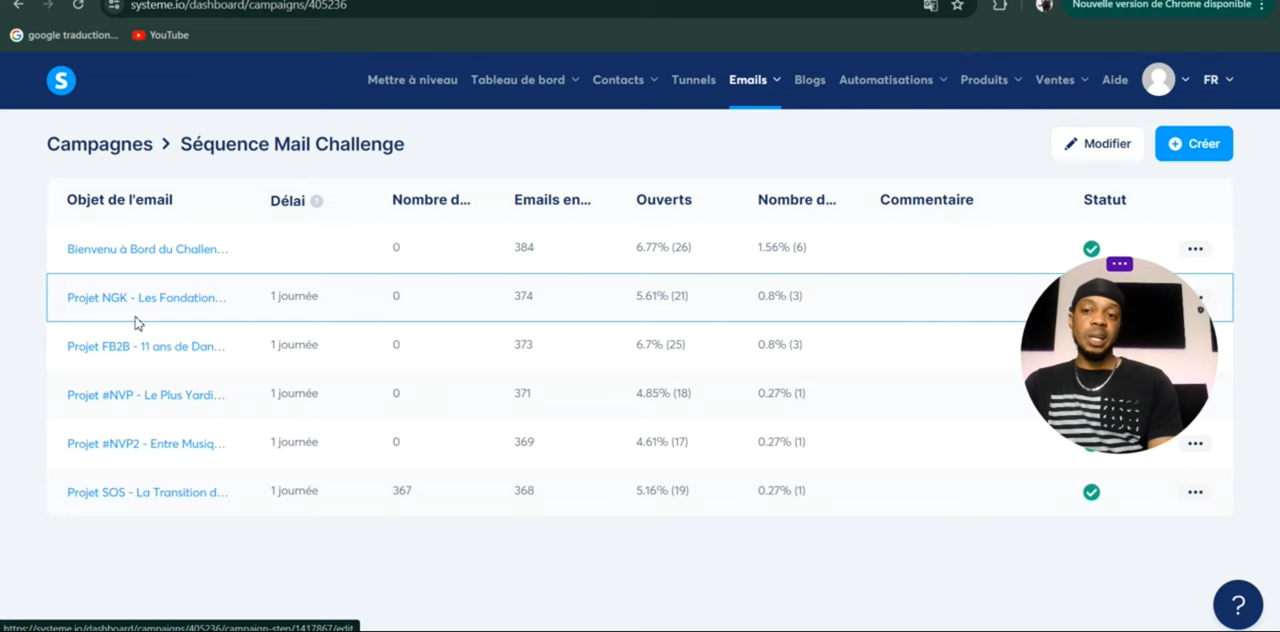 systeme.io/dashboard/campaigns/405236
Nouvelle version de Chrome disponible
google traduction...
YouTube
S
Mettre à niveau
Tableau de bord
Contacts
Tunnels
Emails
Blogs
Automatisations
Produits
Ventes
Aide
FR
Campagnes > Séquence Mail Challenge
Modifier
Créer
Objet de l'email Délai ? Nombre d... Emails en... Ouverts Nombre d... Commentaire Statut
Bienvenu à Bord du Challen... 0 384 6.77% (26) 1.56% (6)
Projet NGK - Les Fondation... 1 journée 0 374 5.61% (21) 0.8% (3)
Projet FB2B - 11 ans de Dan... 1 journée 0 373 6.7% (25) 0.8% (3)
Projet #NVP - Le Plus Yardi... 1 journée 0 371 4.85% (18) 0.27% (1)
Projet #NVP2 - Entre Musiq... 1 journée 0 369 4.61% (17) 0.27% (1)
Projet SOS - La Transition d... 1 journée 367 368 5.16% (19) 0.27% (1)
?
https://systeme.io/dashboard/campaigns/405236/campaign-step/1417867/edit